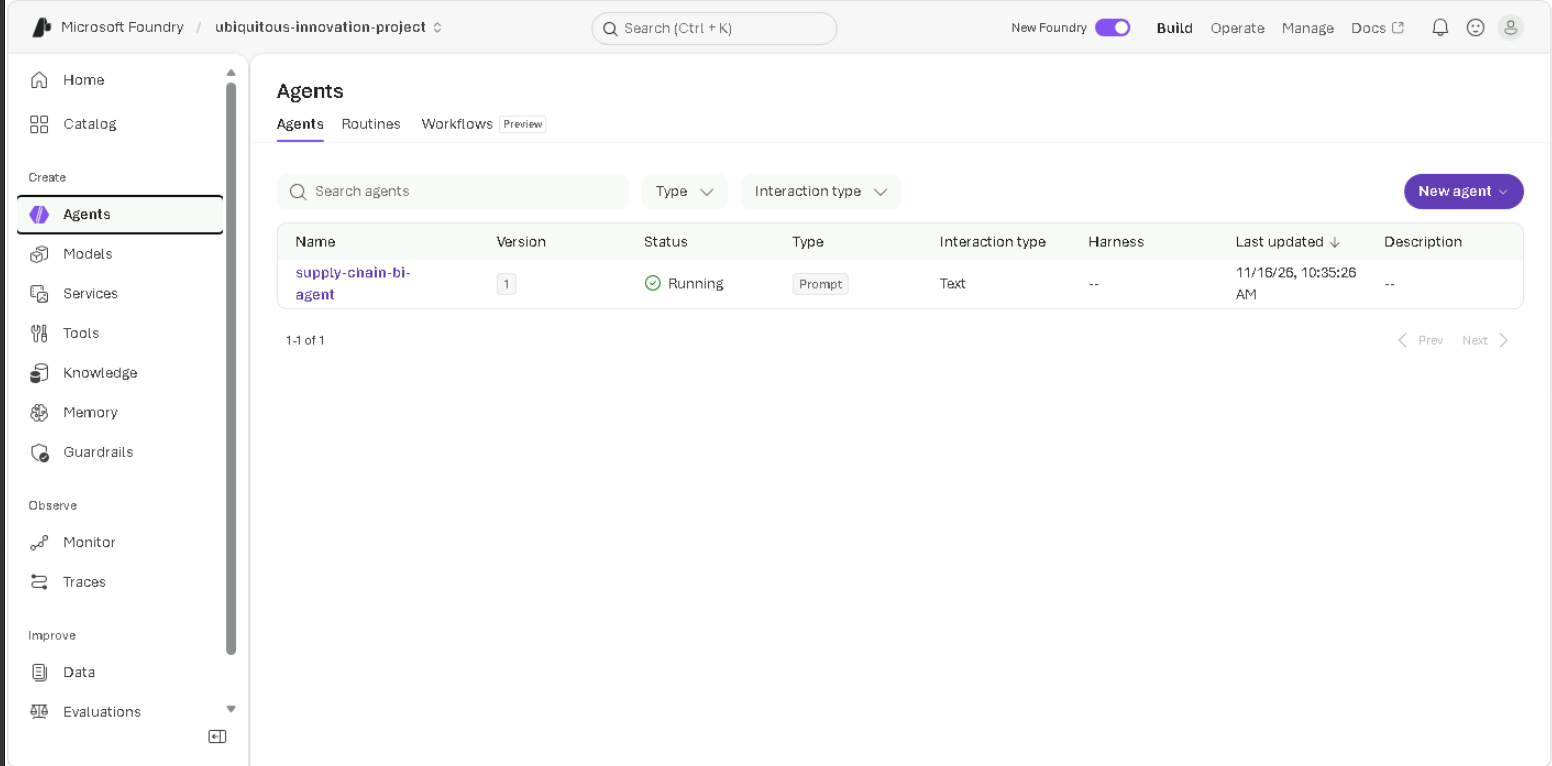 Microsoft Foundry / ubiquitous-innovation-project
Search (Ctrl + K)
New Foundry
Build
Operate
Manage
Docs
Home
Catalog
Create
Agents
Models
Services
Tools
Knowledge
Memory
Guardrails
Observe
Monitor
Traces
Improve
Data
Evaluations
Agents
Agents Routines Workflows Preview
Search agents
Type
Interaction type
New agent
Name Version Status Type Interaction type Harness Last updated Description
supply-chain-bi-
agent
1
Running
Prompt
Text
--
11/16/26, 10:35:26
AM
--
1-1 of 1
Prev
Next